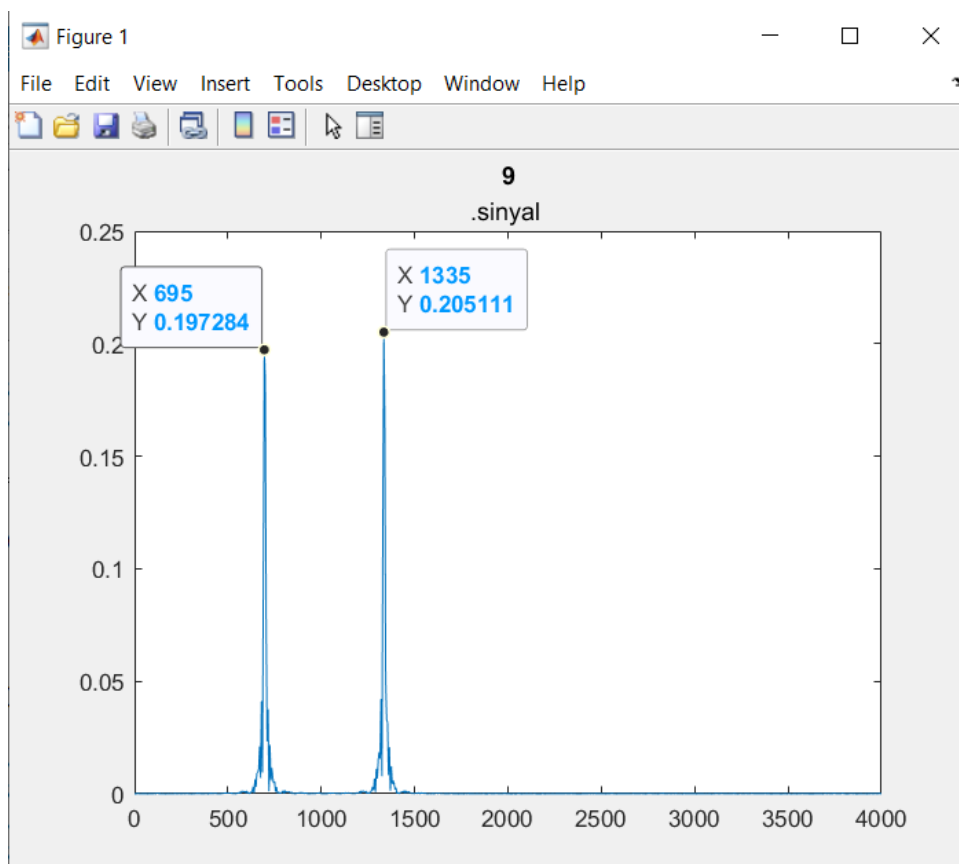 Figure 1
File Edit View Insert Tools Desktop Window Help
9
.sinyal
0.25
X 695
Y 0.197284
X 1335
Y 0.205111
0.2
0.15
0.1
0.05
0
0 500 1000 1500 2000 2500 3000 3500 4000